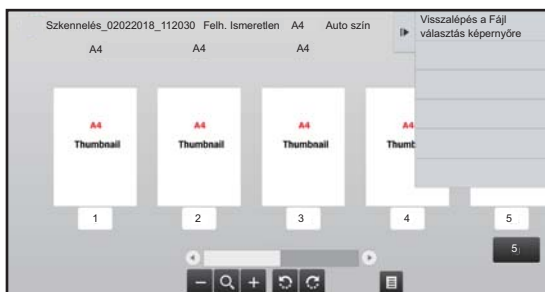 Szkennelés_02022018_112030 Felh. Ismeretlen A4 Auto szín
Visszalépés a Fájl
választás képernyőre
A4 A4 A4
A4 A4 A4 A4
Thumbnail Thumbnail Thumbnail Thumb
1 2 3 4 5
5